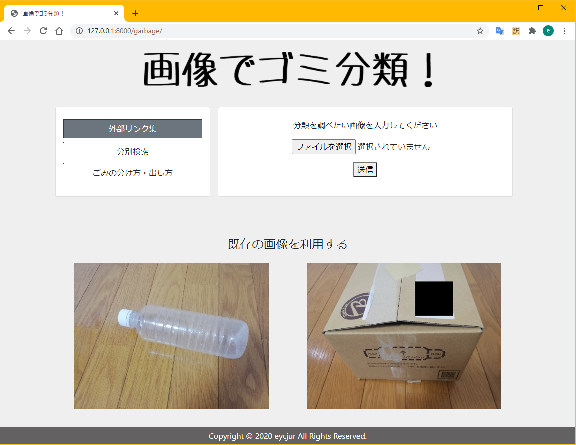 画像でゴミ分類！
127.0.0.1:8000/garbage/
画像でゴミ分類！
外部リンク集
分別検索
ごみの分け方・出し方
分類を調べたい画像を入力してください
ファイルを選択 選択されていません
送信
既存の画像を利用する
Copyright © 2020 eycjur All Rights Reserved.